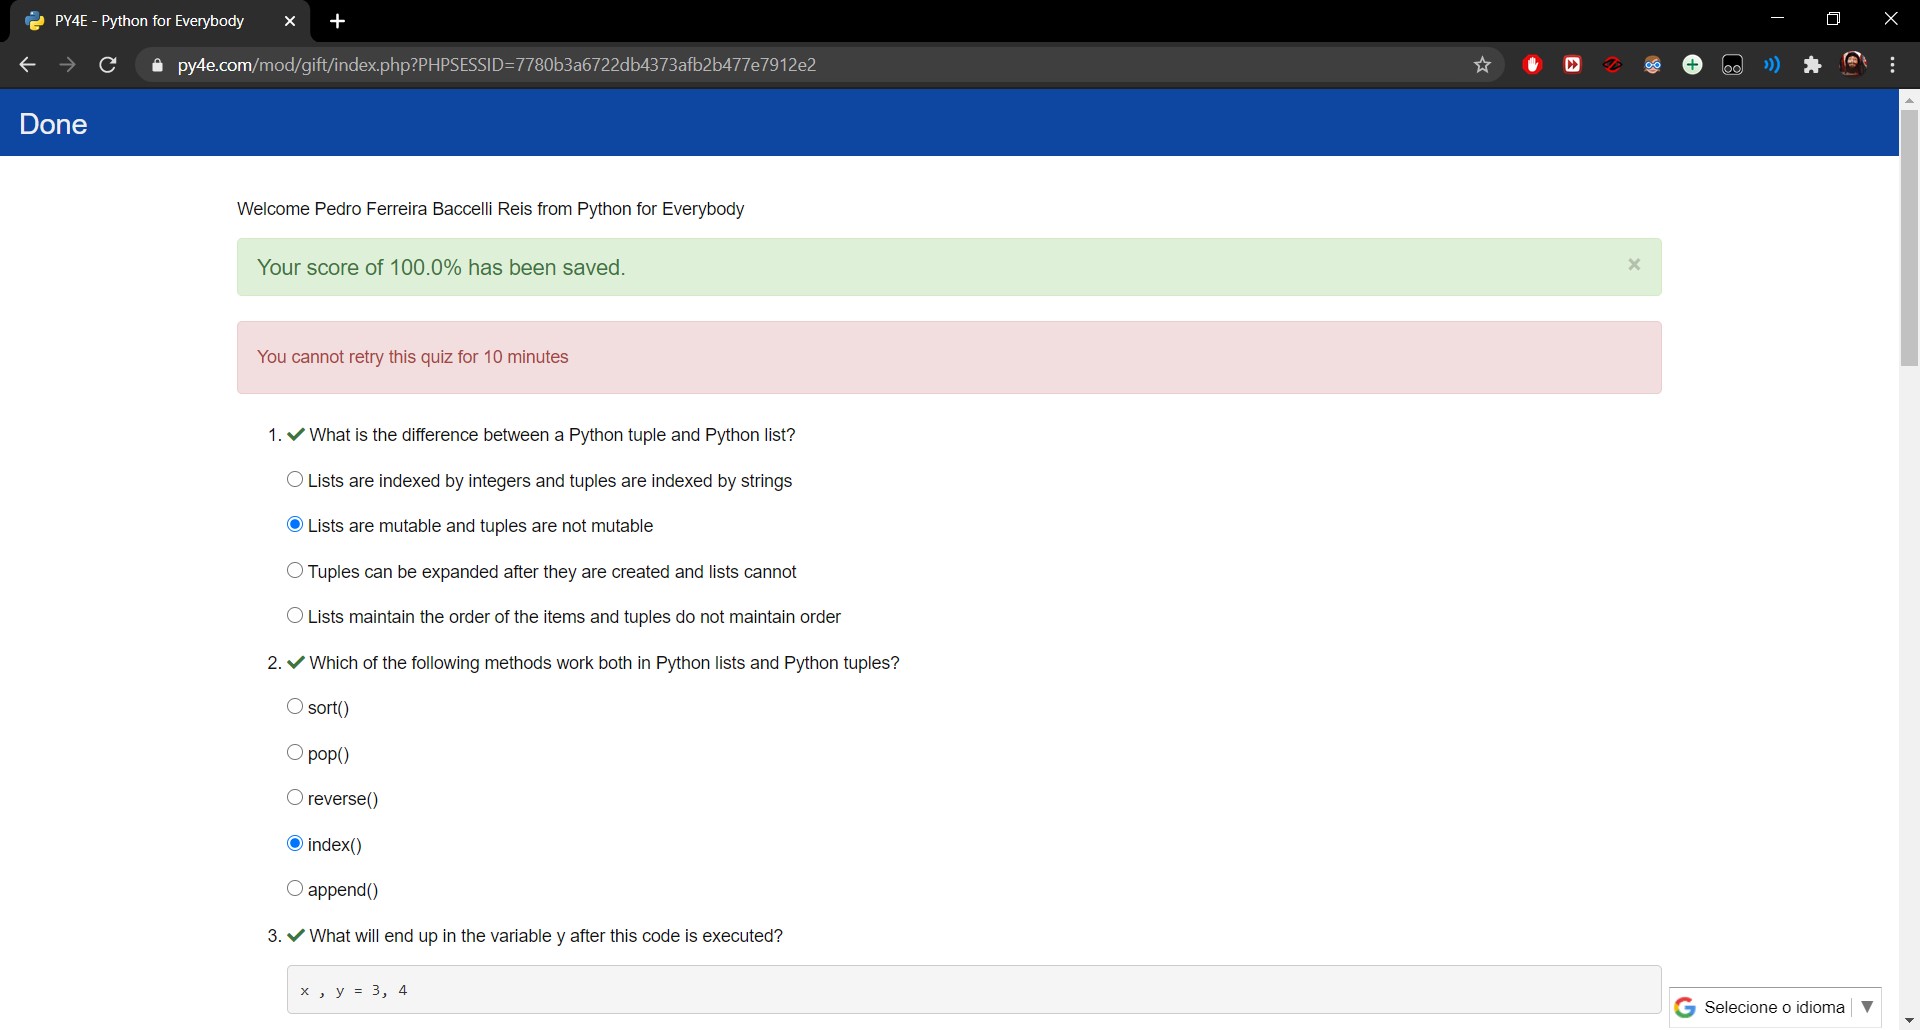 PY4E - Python for Everybody
py4e.com/mod/gift/index.php?PHPSESSID=7780b3a6722db4373afb2b477e7912e2
Done
Welcome Pedro Ferreira Baccelli Reis from Python for Everybody
Your score of 100.0% has been saved.
You cannot retry this quiz for 10 minutes
1. What is the difference between a Python tuple and Python list?
Lists are indexed by integers and tuples are indexed by strings
Lists are mutable and tuples are not mutable
Tuples can be expanded after they are created and lists cannot
Lists maintain the order of the items and tuples do not maintain order
2. Which of the following methods work both in Python lists and Python tuples?
sort()
pop()
reverse()
index()
append()
3. What will end up in the variable y after this code is executed?
x , y = 3, 4
Selecione o idioma